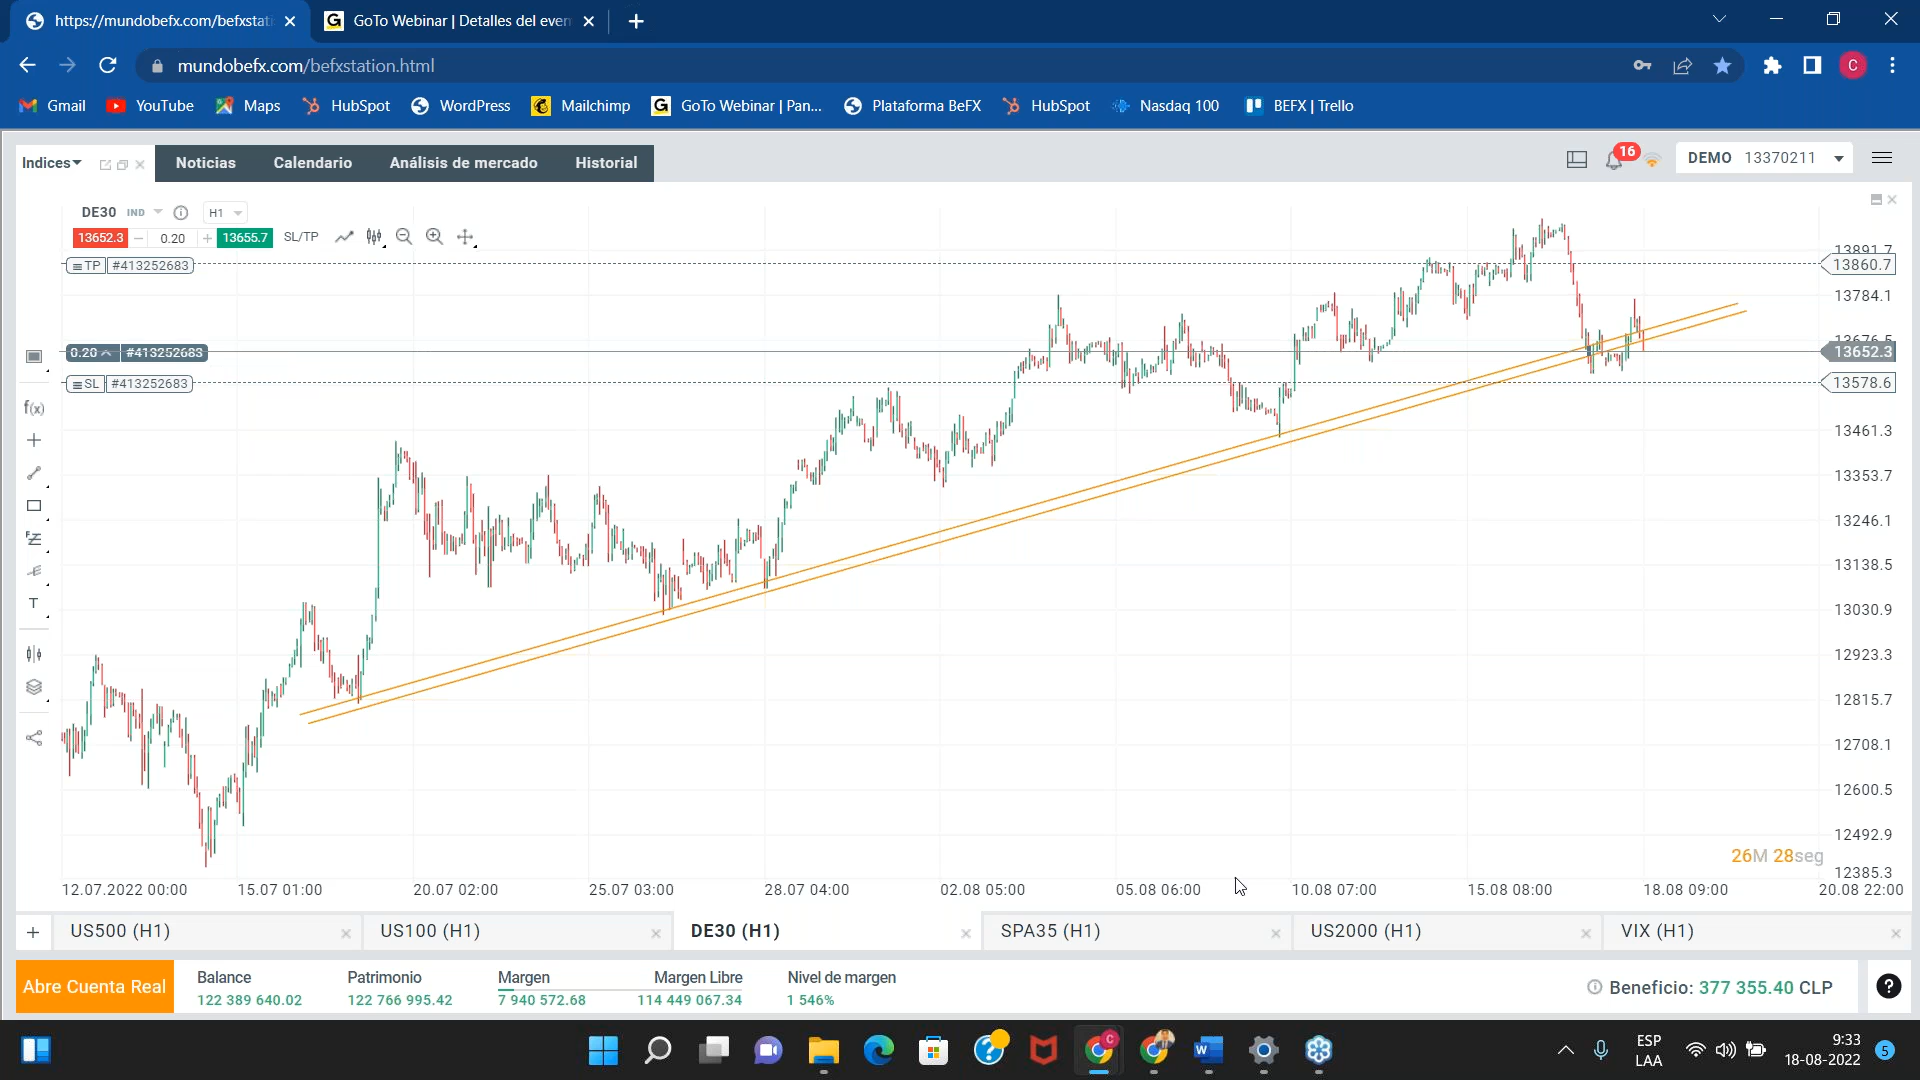 https://mundobefx.com/befxstati
GoTo Webinar | Detalles del even
mundobefx.com/befxstation.html
C
Gmail
YouTube
Maps
HubSpot
WordPress
Mailchimp
GoTo Webinar | Pan...
Plataforma BeFX
HubSpot
Nasdaq 100
BEFX | Trello
Indices
Noticias
Calendario
Análisis de mercado
Historial
16
DEMO 13370211
DE30 IND
H1
13652.3
0.20
13655.7
SL/TP
TP #413252683
0.20 #413252683
SL #413252683
f(x)
T
13891.7
13860.7
13784.1
13676.5
13652.3
13578.6
13461.3
13353.7
13246.1
13138.5
13030.9
12923.3
12815.7
12708.1
12600.5
12492.9
12385.3
26M 28seg
12.07.2022 00:00
15.07 01:00
20.07 02:00
25.07 03:00
28.07 04:00
02.08 05:00
05.08 06:00
10.08 07:00
15.08 08:00
18.08 09:00
20.08 22:00
US500 (H1)
US100 (H1)
DE30 (H1)
SPA35 (H1)
US2000 (H1)
VIX (H1)
Abre Cuenta Real
Balance
122 389 640.02
Patrimonio
122 766 995.42
Margen
7 940 572.68
Margen Libre
114 449 067.34
Nivel de margen
1 546%
Beneficio: 377 355.40 CLP
ESP
LAA
9:33
18-08-2022
5